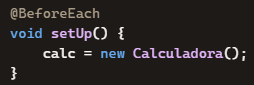 @BeforeEach
void setUp() {
    calc = new Calculadora();
}